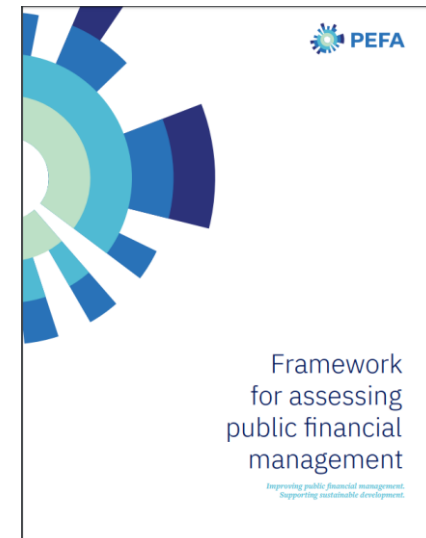 PEFA
Framework
for assessing
public financial
management
Improving public financial management.
Supporting sustainable development.